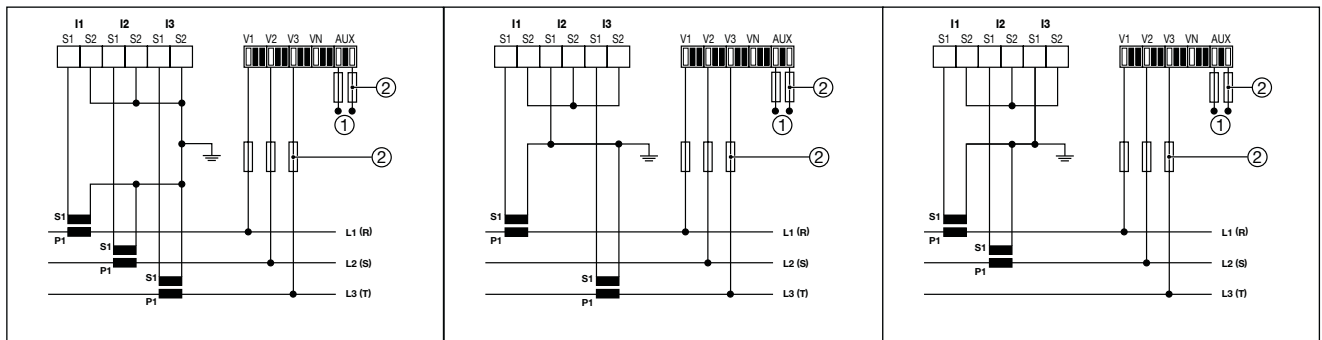 I1 I2 I3
S1 S2 S1 S2 S1 S2 V1 V2 V3 VN AUX
2
1
2
S1
P1 L1 (R)
S1
P1 L2 (S)
S1
P1 L3 (T)
I1 I2 I3
S1 S2 S1 S2 S1 S2 V1 V2 V3 VN AUX
2
1
2
S1
P1 L1 (R)
L2 (S)
S1
P1 L3 (T)
I1 I2 I3
S1 S2 S1 S2 S1 S2 V1 V2 V3 VN AUX
2
1
2
S1
P1 L1 (R)
S1
P1 L2 (S)
L3 (T)